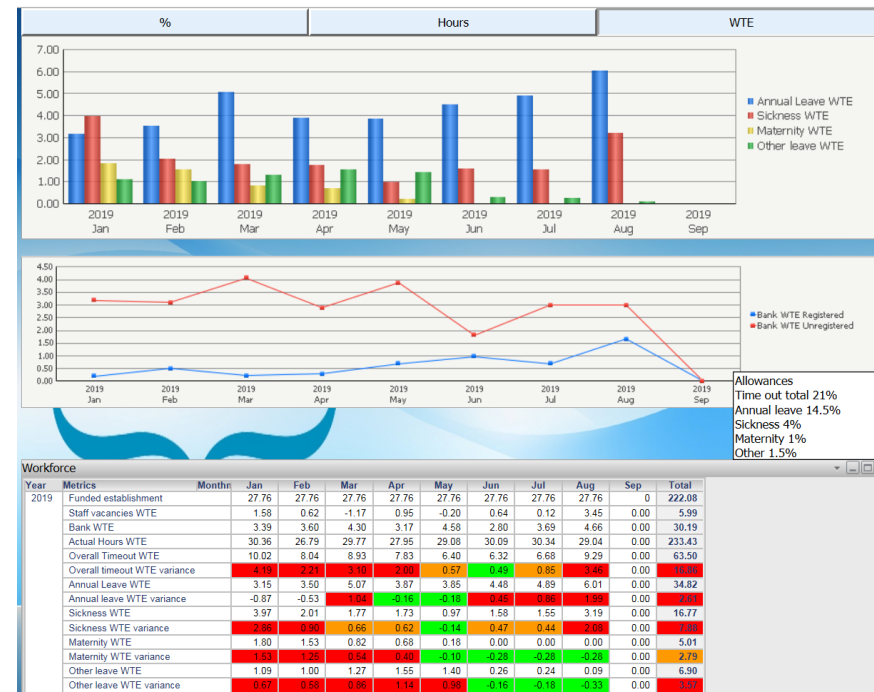 % Hours WTE
7.00
6.00
5.00
4.00
3.00
2.00
1.00
0.00
Annual Leave WTE
Sickness WTE
Maternity WTE
Other leave WTE
2019 2019 2019 2019 2019 2019 2019 2019 2019
Jan Feb Mar Apr May Jun Jul Aug Sep
4.50
4.00
3.50
3.00
2.50
2.00
1.50
1.00
0.50
0.00
Bank WTE Registered
Bank WTE Unregistered
2019 2019 2019 2019 2019 2019 2019 2019 2019
Jan Feb Mar Apr May Jun Jul Aug Sep
Allowances
Time out total 21%
Annual leave 14.5%
Sickness 4%
Maternity 1%
Other 1.5%
Workforce
Year Metrics Monthn Jan Feb Mar Apr May Jun Jul Aug Sep Total
2019 Funded establishment 27.76 27.76 27.76 27.76 27.76 27.76 27.76 27.76 0 222.08
Staff vacancies WTE 1.58 0.62 -1.17 0.95 -0.20 0.64 0.12 3.45 0.00 5.99
Bank WTE 3.39 3.60 4.30 3.17 4.58 2.80 3.69 4.66 0.00 30.19
Actual Hours WTE 30.36 26.79 29.77 27.95 29.08 30.09 30.34 29.04 0.00 233.43
Overall Timeout WTE 10.02 8.04 8.93 7.83 6.40 6.32 6.68 9.29 0.00 63.50
Overall timeout WTE variance 4.19 2.21 3.10 2.00 0.57 0.49 0.85 3.46 0.00 16.86
Annual Leave WTE 3.15 3.50 5.07 3.87 3.85 4.48 4.89 6.01 0.00 34.82
Annual leave WTE variance -0.87 -0.53 1.04 -0.16 -0.18 0.45 0.86 1.99 0.00 2.61
Sickness WTE 3.97 2.01 1.77 1.73 0.97 1.58 1.55 3.19 0.00 16.77
Sickness WTE variance 2.86 0.90 0.66 0.62 -0.14 0.47 0.44 2.08 0.00
Maternity WTE 1.80 1.53 0.82 0.68 0.18 0.00 0.00 0.00 0.00 5.01
Maternity WTE variance 1.53 1.25 0.54 0.40 -0.10 -0.28 -0.28 -0.28 0.00 2.79
Other leave WTE 1.09 1.00 1.27 1.55 1.40 0.26 0.24 0.09 0.00 6.90
Other leave WTE variance 0.67 0.58 0.86 1.14 0.98 -0.16 -0.18 -0.33 0.00 3.57